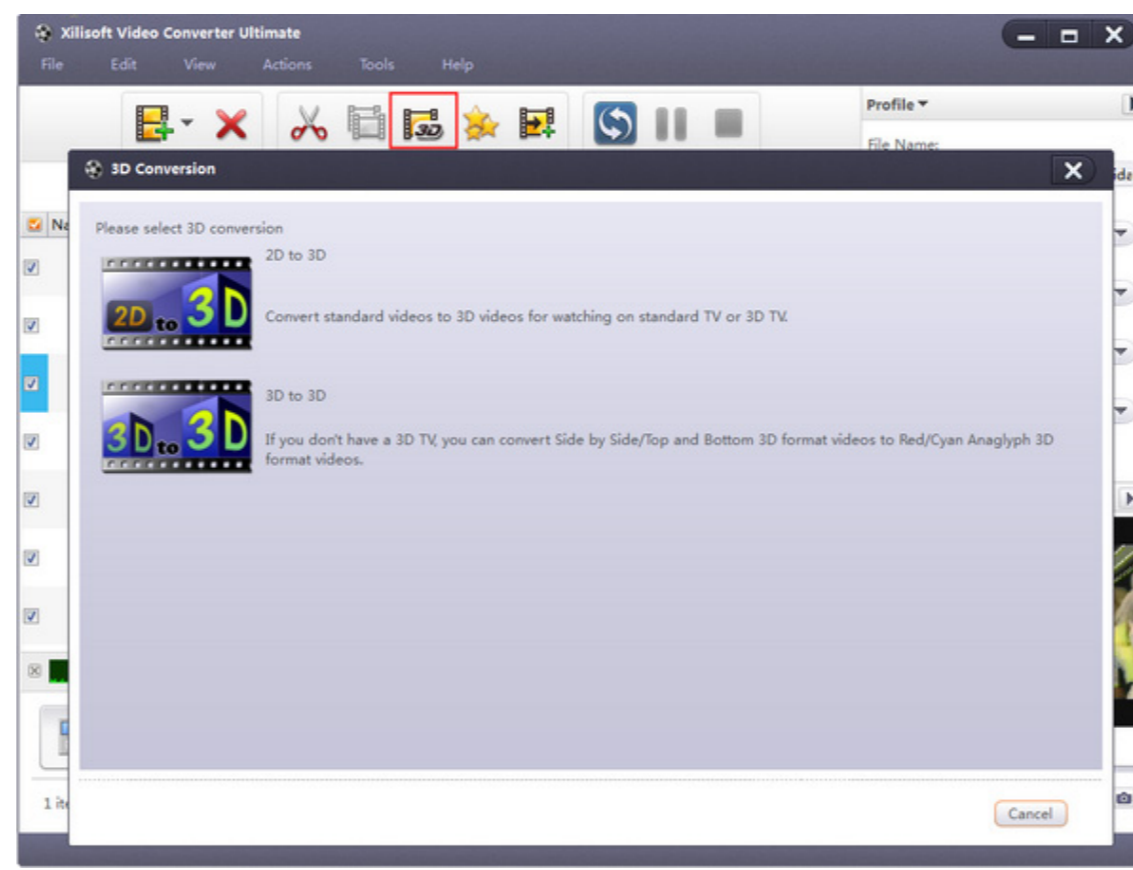 Xilisoft Video Converter Ultimate
File Edit View Actions Tools Help
3D
Profile
File Name:
3D Conversion
Please select 3D conversion
2D to 3D
2D to 3D
Convert standard videos to 3D videos for watching on standard TV or 3D TV.
3D to 3D
3D to 3D
If you don't have a 3D TV, you can convert Side by Side/Top and Bottom 3D format videos to Red/Cyan Anaglyph 3D
format videos.
Cancel